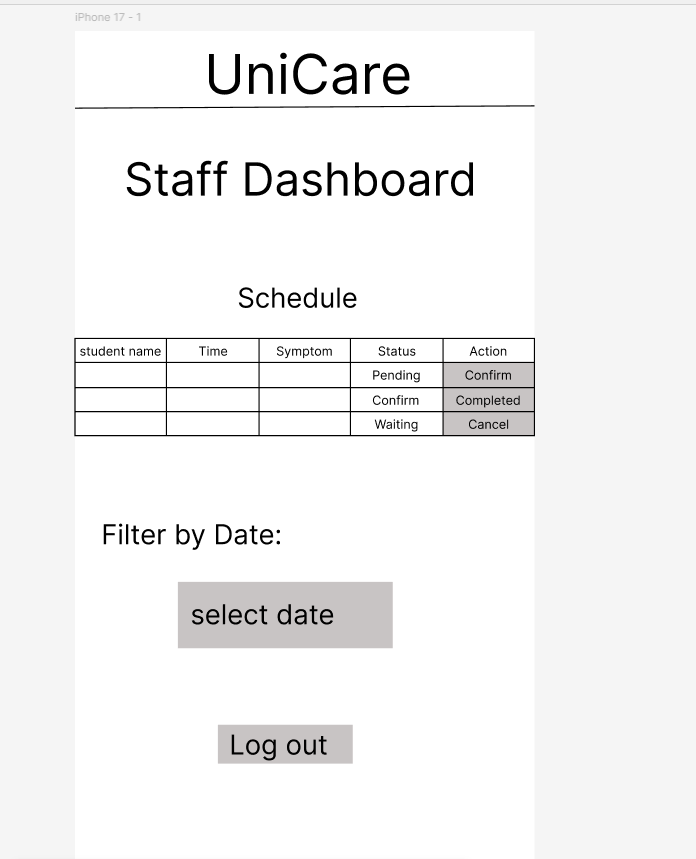 iPhone 17 - 1
UniCare
Staff Dashboard
Schedule
student name Time Symptom Status Action
Pending Confirm
Confirm Completed
Waiting Cancel
Filter by Date:
select date
Log out